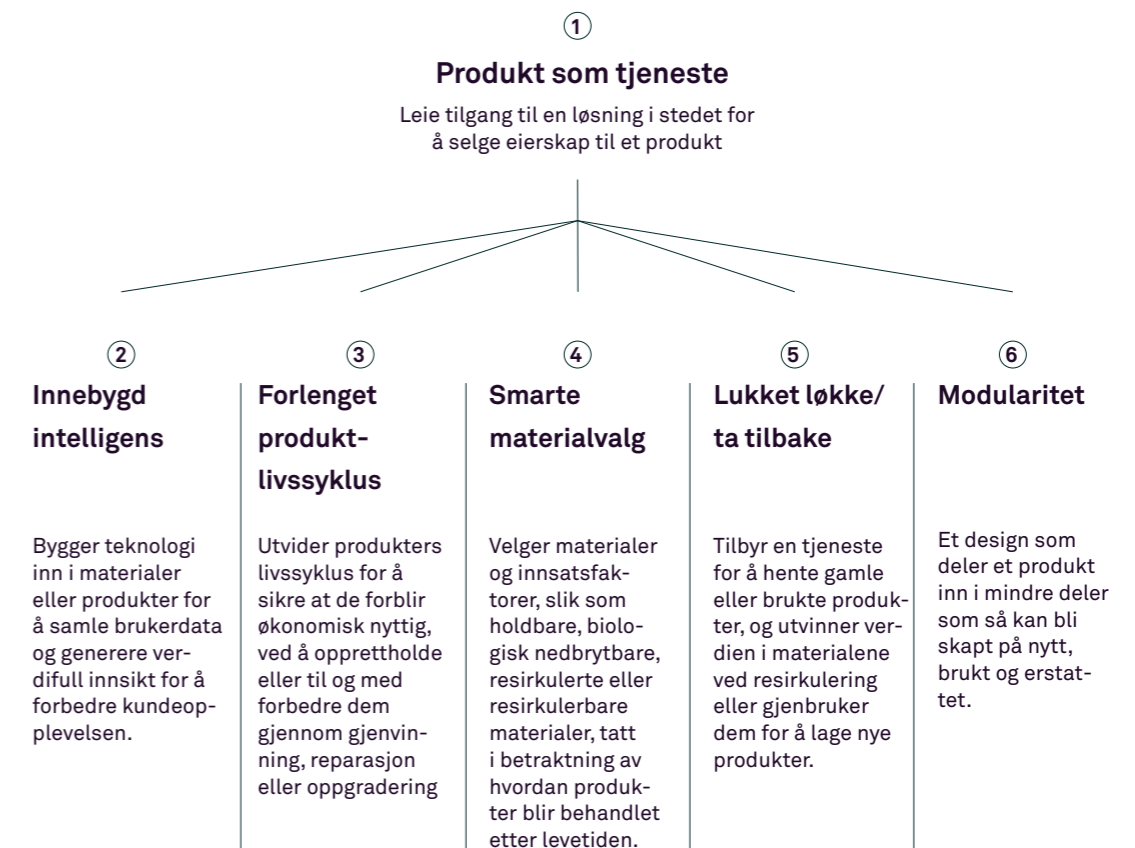 1
Produkt som tjeneste
Leie tilgang til en løsning i stedet for
å selge eierskap til et produkt
2
Innebygd
intelligens
Bygger teknologi
inn i materialer
eller produkter for
å samle brukerdata
og generere ver-
difull innsikt for å
forbedre kundeop-
plevelsen.
3
Forlenget
produkt-
livssyklus
Utvider produkters
livssyklus for å
sikre at de forblir
økonomisk nyttig,
ved å opprettholde
eller til og med
forbedre dem
gjennom gjenvin-
ning, reparasjon
eller oppgradering
4
Smarte
materialvalg
Velger materialer
og innsatsfak-
torer, slik som
holdbare, biolo-
gisk nedbrytbare,
resirkulerte eller
resirkulerbare
materialer, tatt
i betraktning av
hvordan produk-
ter blir behandlet
etter levetiden.
5
Lukket løkke/
ta tilbake
Tilbyr en tjeneste
for å hente gamle
eller brukte produk-
ter, og utvinner ver-
dien i materialene
ved resirkulering
eller gjenbruker
dem for å lage nye
produkter.
6
Modularitet
Et design som
deler et produkt
inn i mindre deler
som så kan bli
skapt på nytt,
brukt og erstat-
tet.